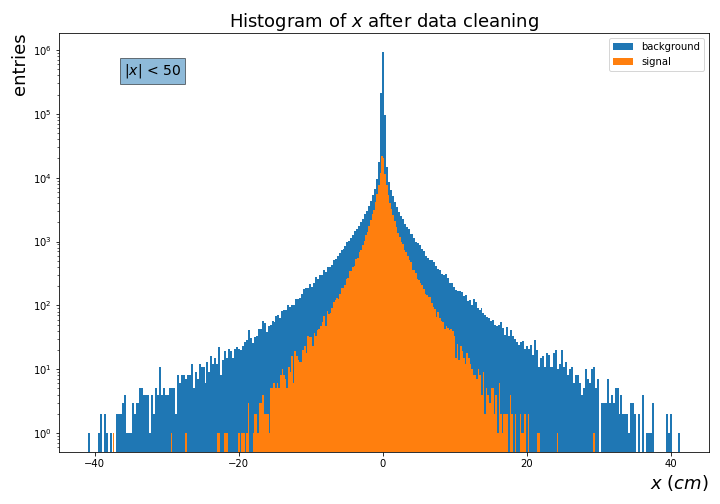 Histogram of x after data cleaning
entries
|x| < 50
background
signal
10⁶
10⁵
10⁴
10³
10²
10¹
10⁰
−40 −20 0 20 40
x (cm)